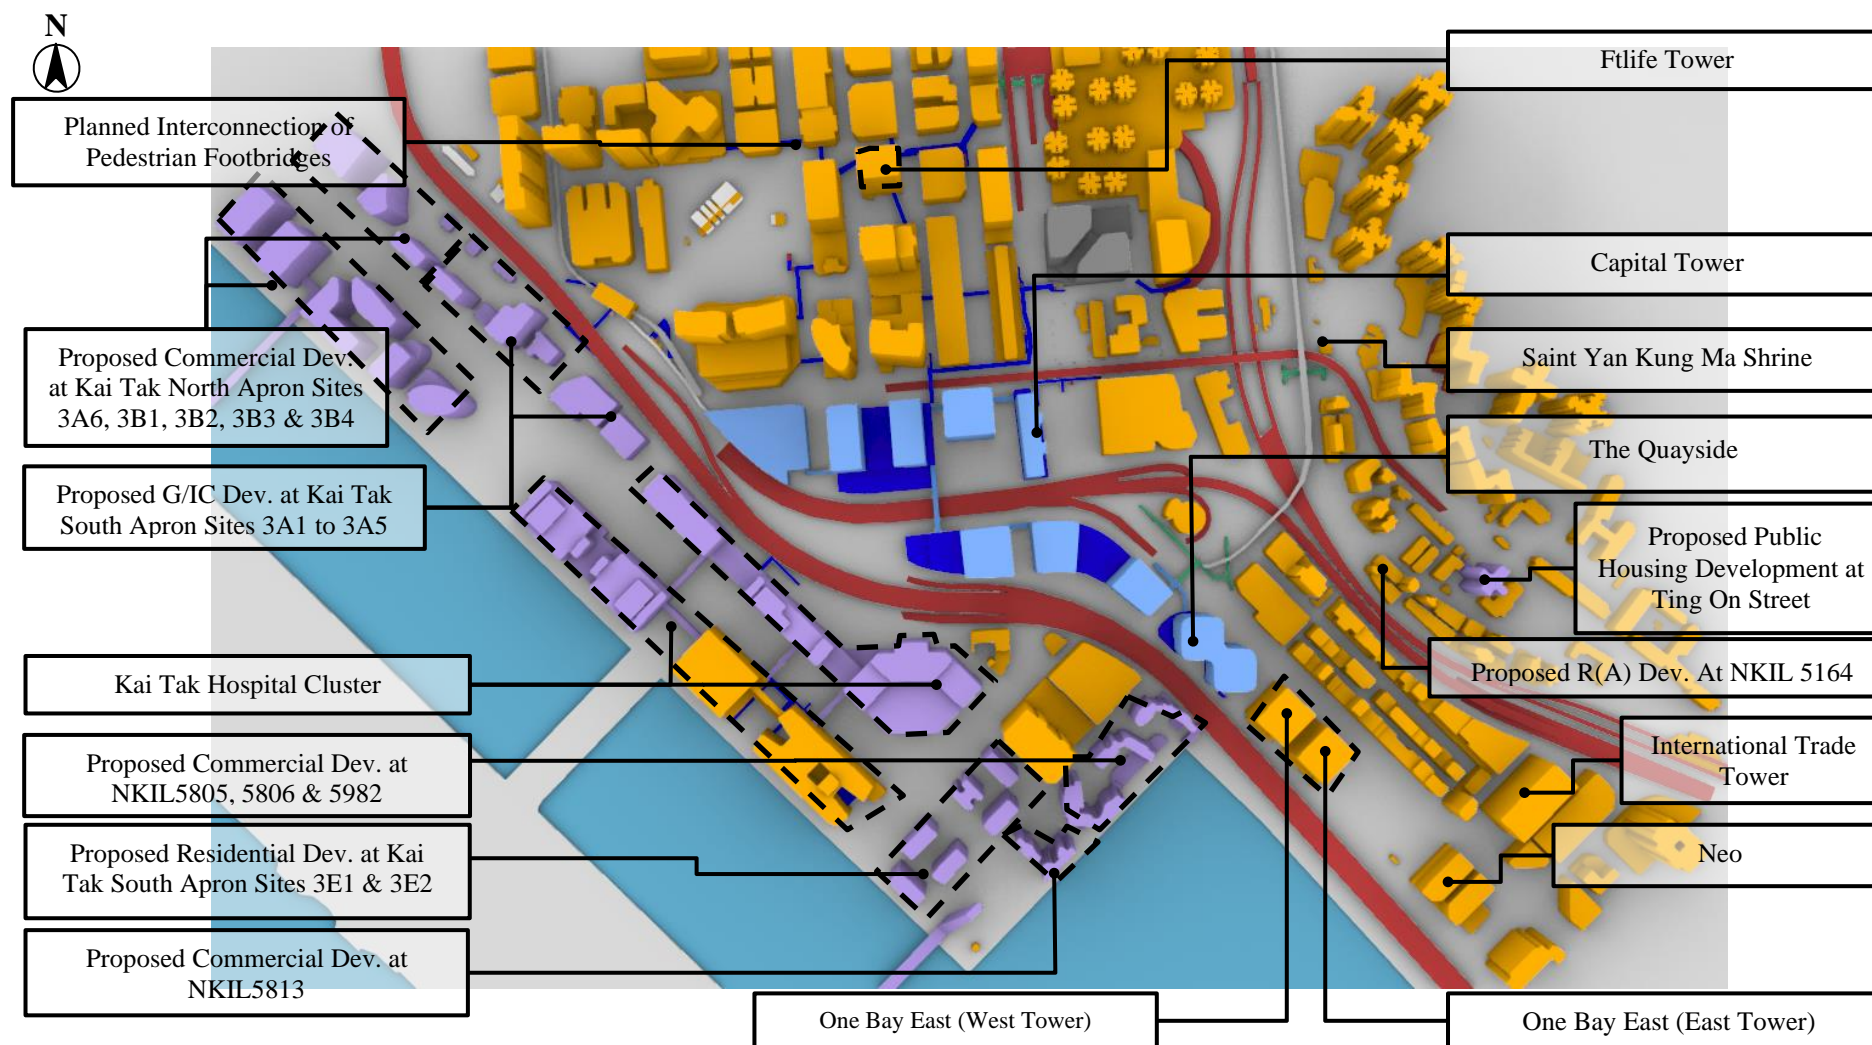 N
Planned Interconnection of
Pedestrian Footbridges
Proposed Commercial Dev.
at Kai Tak North Apron Sites
3A6, 3B1, 3B2, 3B3 & 3B4
Proposed G/IC Dev. at Kai Tak
South Apron Sites 3A1 to 3A5
Kai Tak Hospital Cluster
Proposed Commercial Dev. at
NKIL5805, 5806 & 5982
Proposed Residential Dev. at Kai
Tak South Apron Sites 3E1 & 3E2
Proposed Commercial Dev. at
NKIL5813
Ftlife Tower
Capital Tower
Saint Yan Kung Ma Shrine
The Quayside
Proposed Public
Housing Development at
Ting On Street
Proposed R(A) Dev. At NKIL 5164
International Trade
Tower
Neo
One Bay East (West Tower)
One Bay East (East Tower)